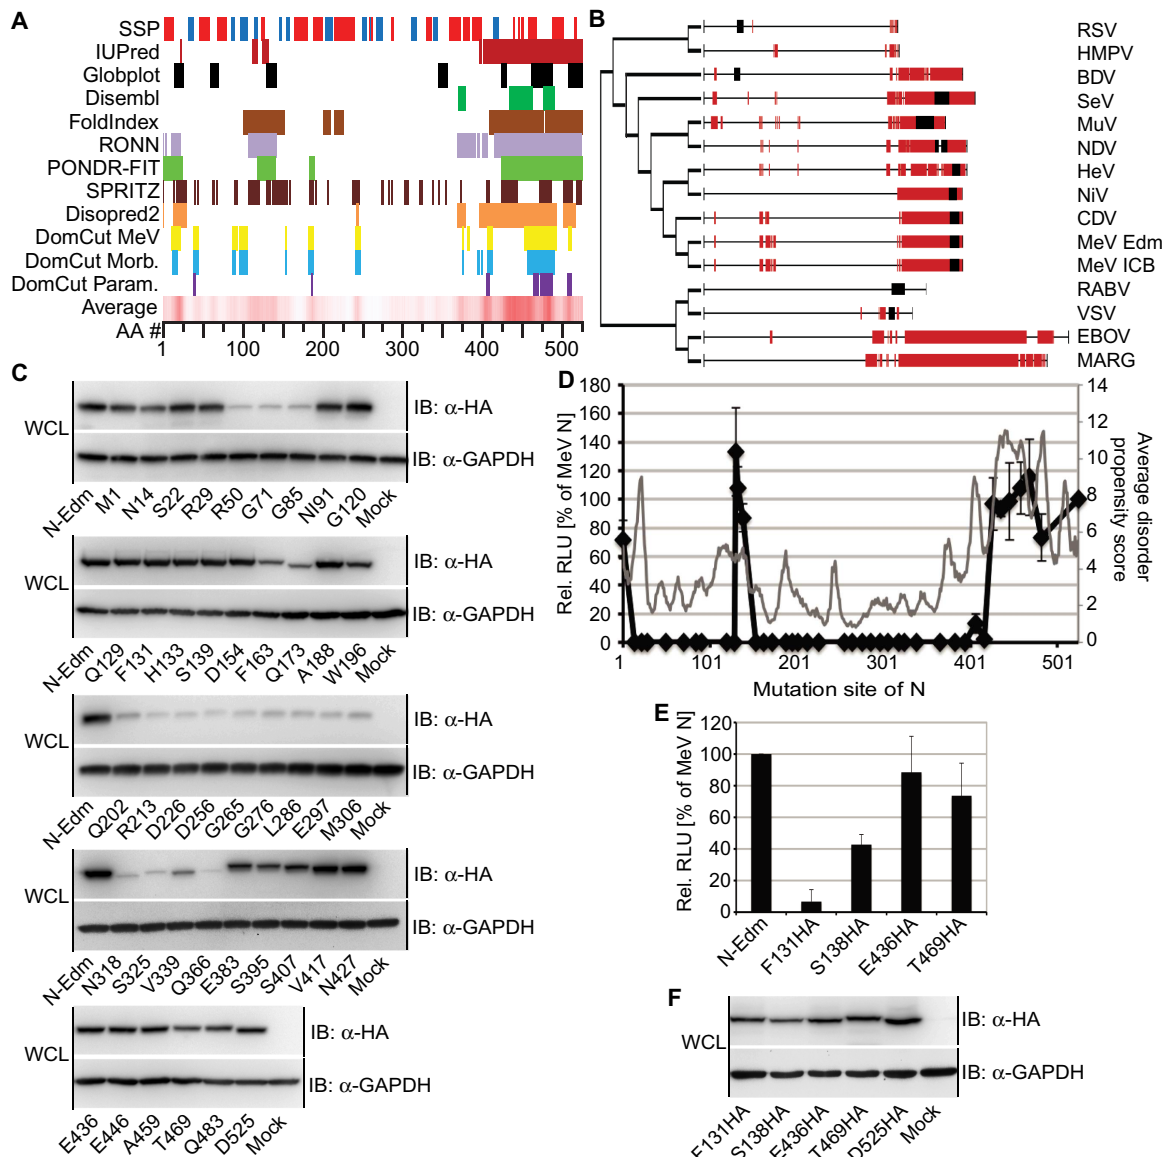 A
SSP
IUPred
Globplot
Disembl
FoldIndex
RONN
PONDR-FIT
SPRITZ
Disopred2
DomCut MeV
DomCut Morb.
DomCut Param.
Average
AA #
1 100 200 300 400 500
B
RSV
HMPV
BDV
SeV
MuV
NDV
HeV
NiV
CDV
MeV Edm
MeV ICB
RABV
VSV
EBOV
MARG
C
WCL
IB: α-HA
IB: α-GAPDH
N-Edm M1 N14 S22 R29 R50 G71 G85 NI91 G120 Mock
WCL
IB: α-HA
IB: α-GAPDH
N-Edm Q129 F131 H133 S139 D154 F163 Q173 A188 W196 Mock
WCL
IB: α-HA
IB: α-GAPDH
N-Edm Q202 R213 D226 D256 G265 G276 L286 E297 M306 Mock
WCL
IB: α-HA
IB: α-GAPDH
N-Edm N318 S325 V339 Q366 E383 S395 S407 V417 N427 Mock
WCL
IB: α-HA
IB: α-GAPDH
E436 E446 A459 T469 Q483 D525 Mock
D
Rel. RLU [% of MeV N]
180
160
140
120
100
80
60
40
20
0
14
12
10
8
6
4
2
0
Average disorder
propensity score
1 101 201 301 401 501
Mutation site of N
E
Rel. RLU [% of MeV N]
120
100
80
60
40
20
0
N-Edm F131HA S138HA E436HA T469HA
F
WCL
IB: α-HA
IB: α-GAPDH
F131HA S138HA E436HA T469HA D525HA Mock